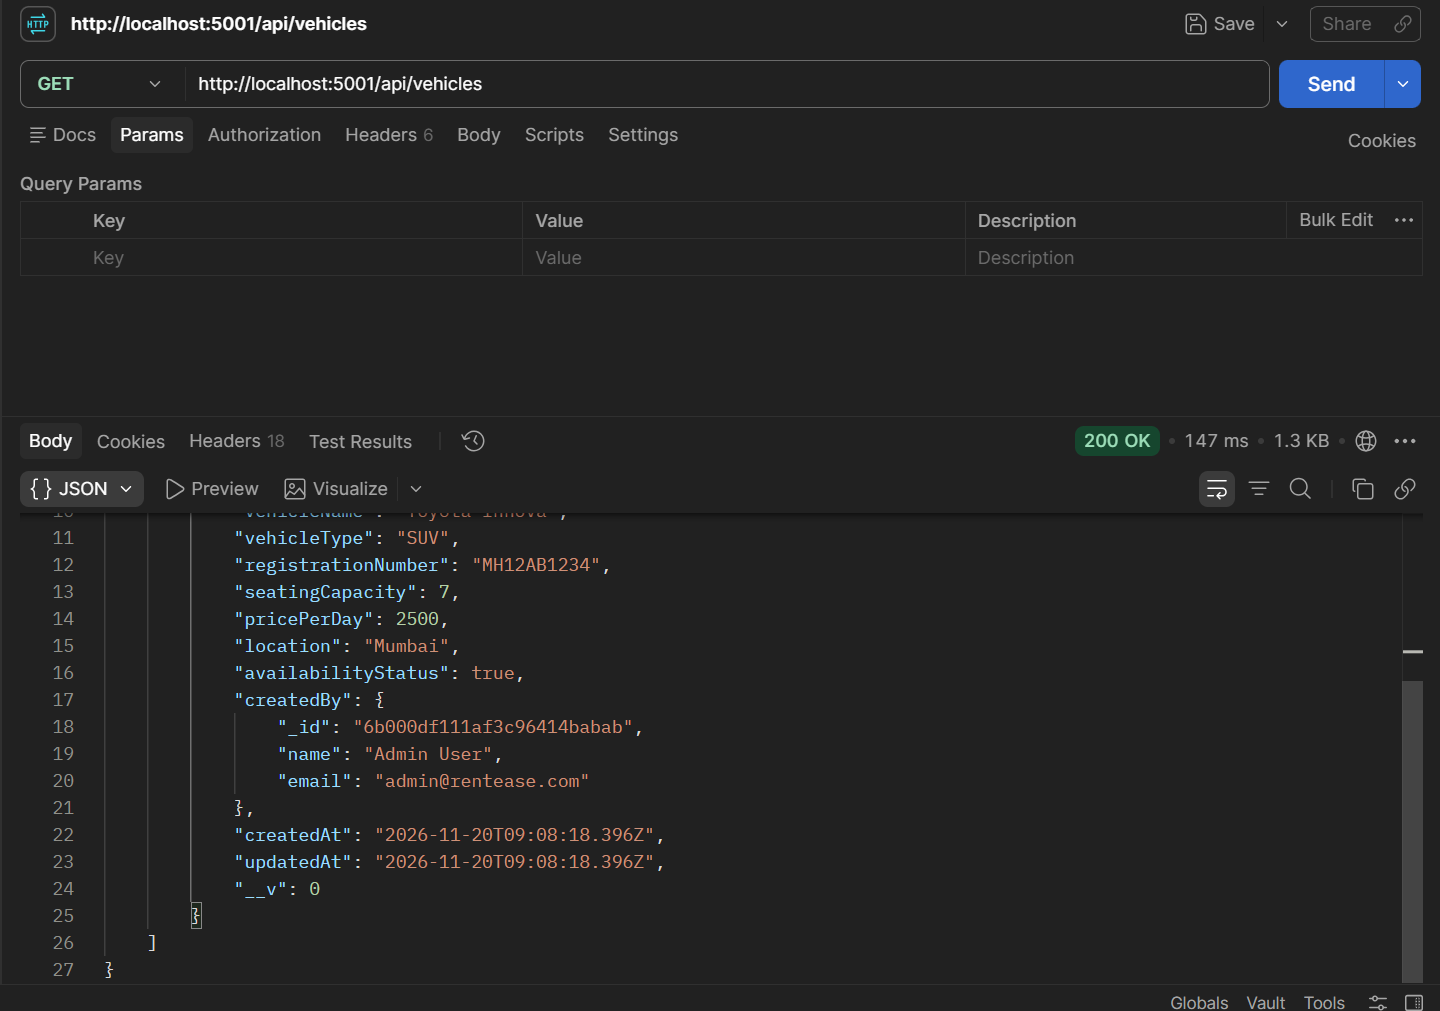 HTTP http://localhost:5001/api/vehicles Save Share
GET http://localhost:5001/api/vehicles Send
Docs Params Authorization Headers 6 Body Scripts Settings Cookies
Query Params
Key Value Description Bulk Edit
Key Value Description
Body Cookies Headers 18 Test Results 200 OK • 147 ms • 1.3 KB •
{} JSON Preview Visualize
10 "vehicleName": "Toyota Innova",
11 "vehicleType": "SUV",
12 "registrationNumber": "MH12AB1234",
13 "seatingCapacity": 7,
14 "pricePerDay": 2500,
15 "location": "Mumbai",
16 "availabilityStatus": true,
17 "createdBy": {
18 "_id": "6b000df111af3c96414babab",
19 "name": "Admin User",
20 "email": "admin@rentease.com"
21 },
22 "createdAt": "2026-11-20T09:08:18.396Z",
23 "updatedAt": "2026-11-20T09:08:18.396Z",
24 "__v": 0
25 }
26 ]
27 }
Globals Vault Tools